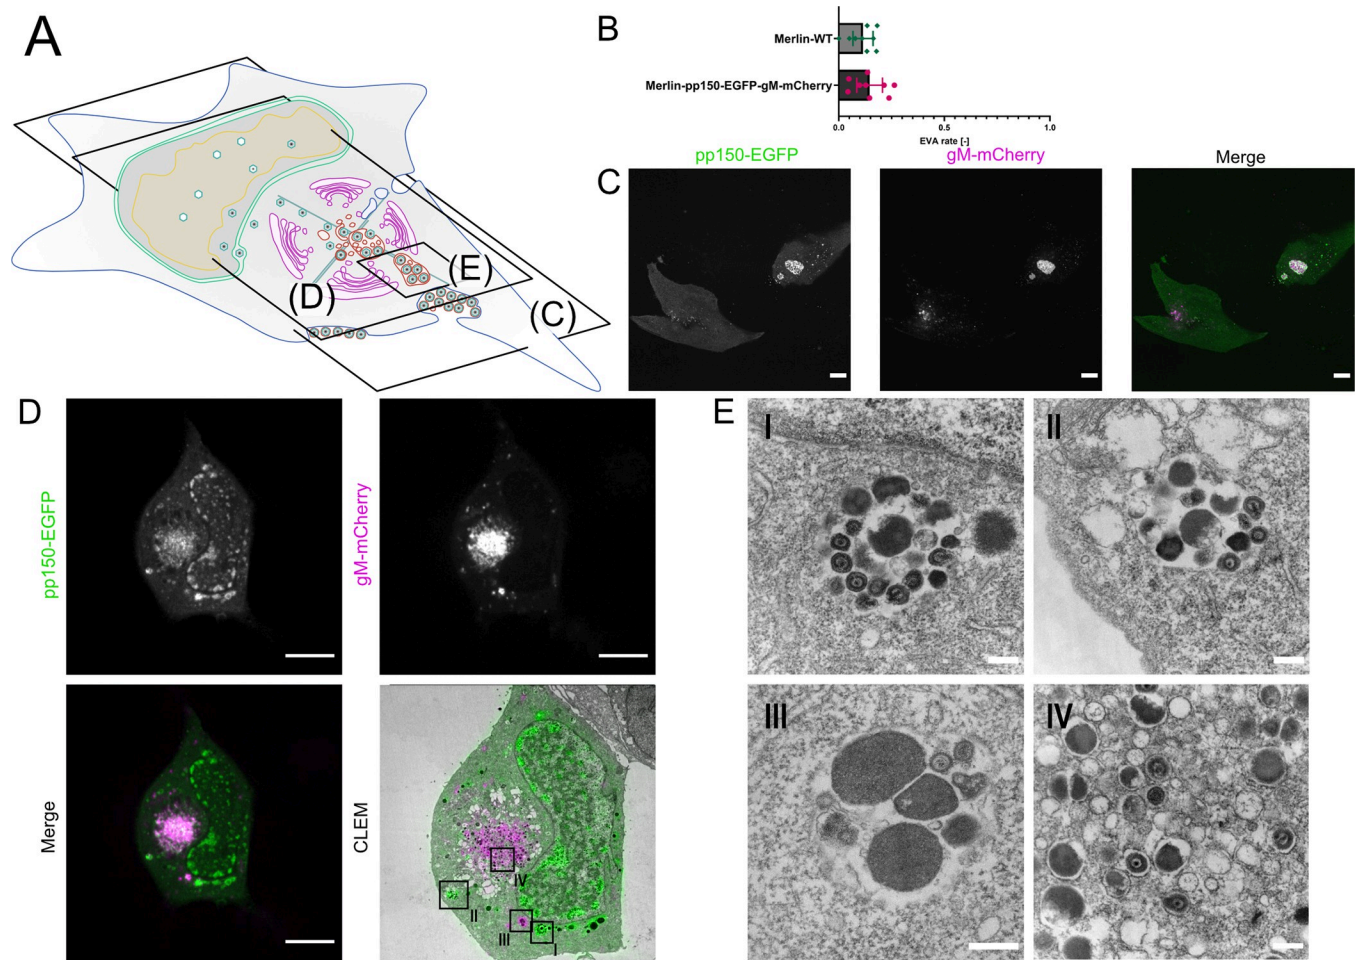 A
(D)
(E)
(C)
B
Merlin-WT
Merlin-pp150-EGFP-gM-mCherry
0.0
0.5
1.0
EVA rate [-]
C
pp150-EGFP
gM-mCherry
Merge
D
pp150-EGFP
gM-mCherry
Merge
CLEM
IV
II
III
I
E
I
II
III
IV